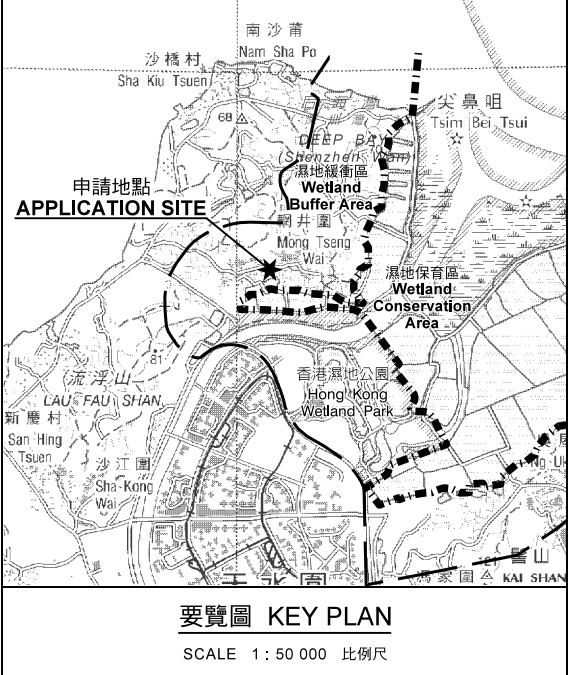 南沙莆
Nam Sha Po
沙橋村
Sha Kiu Tsuen
尖鼻咀
Tsim Bei Tsui
68
DEEP BAY
(Shenzhen Wan)
濕地緩衝區
Wetland
Buffer Area
申請地點
APPLICATION SITE
網井圍
Mong Tseng
Wai
濕地保育區
Wetland
Conservation
Area
81
流浮山
LAU FAU SHAN
香港濕地公園
Hong Kong
Wetland Park
新慶村
San Hing
Tsuen
沙江圍
Sha Kong
Wai
Ng Uk
KAI SHAN
要覽圖 KEY PLAN
SCALE 1 : 50 000 比例尺